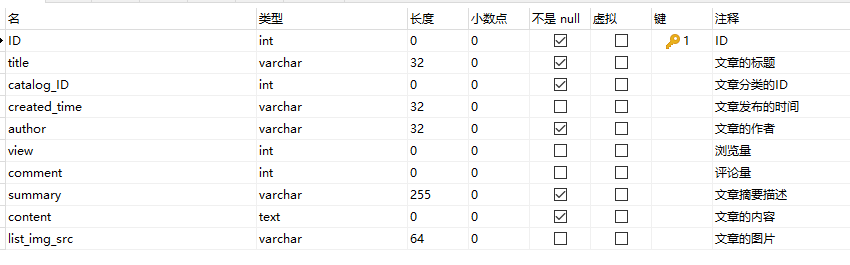 名 类型 长度 小数点 不是 null 虚拟 键 注释
ID int 0 0 1 ID
title varchar 32 0 文章的标题
catalog_ID int 0 0 文章分类的ID
created_time varchar 32 0 文章发布的时间
author varchar 32 0 文章的作者
view int 0 0 浏览量
comment int 0 0 评论量
summary varchar 255 0 文章摘要描述
content text 0 0 文章的内容
list_img_src varchar 64 0 文章的图片